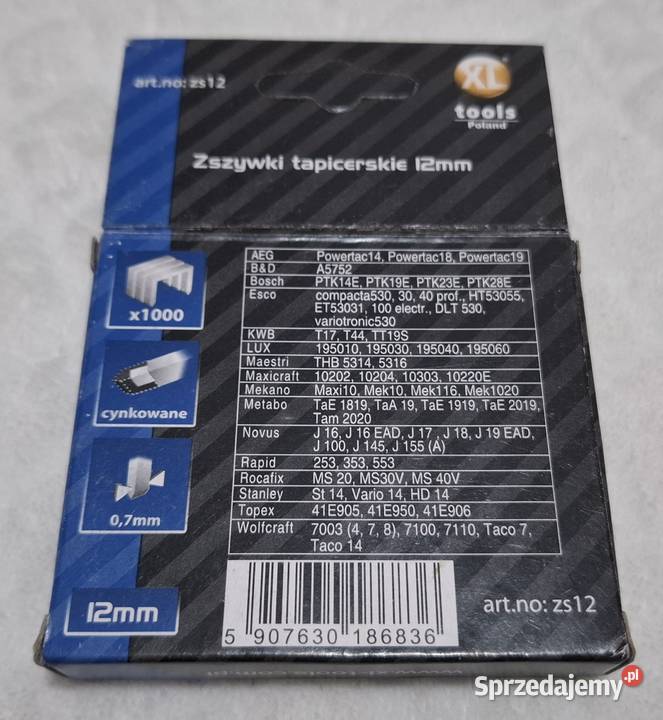 art.no: zs12
XL
tools
Poland
Zszywki tapicerskie 12mm
x1000
cynkowane
0,7mm
12mm
AEG Powertac14, Powertac18, Powertac19
B&D A5752
Bosch PTK14E, PTK19E, PTK23E, PTK28E
Esco compacta530, 30, 40 prof., HT53055,
ET53031, 100 electr., DLT 530,
variotronic530
KWB T17, T44, TT19S
LUX 195010, 195030, 195040, 195060
Maestri THB 5314, 5316
Maxicraft 10202, 10204, 10303, 10220E
Mekano Maxi10, Mek10, Mek116, Mek1020
Metabo TaE 1819, TaA 19, TaE 1919, TaE 2019,
Tam 2020
Novus J 16, J 16 EAD, J 17 , J 18, J 19 EAD,
J 100, J 145, J 155 (A)
Rapid 253, 353, 553
Rocafix MS 20, MS30V, MS 40V
Stanley St 14, Vario 14, HD 14
Topex 41E905, 41E950, 41E906
Wolfcraft 7003 (4, 7, 8), 7100, 7110, Taco 7,
Taco 14
5 907630 186836
art.no: zs12
Sprzedajemy.pl